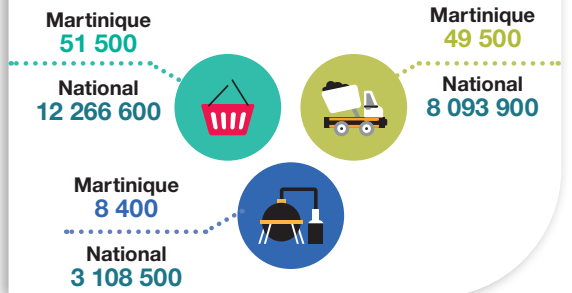 Martinique
51 500
National
12 266 600
Martinique
49 500
National
8 093 900
Martinique
8 400
National
3 108 500